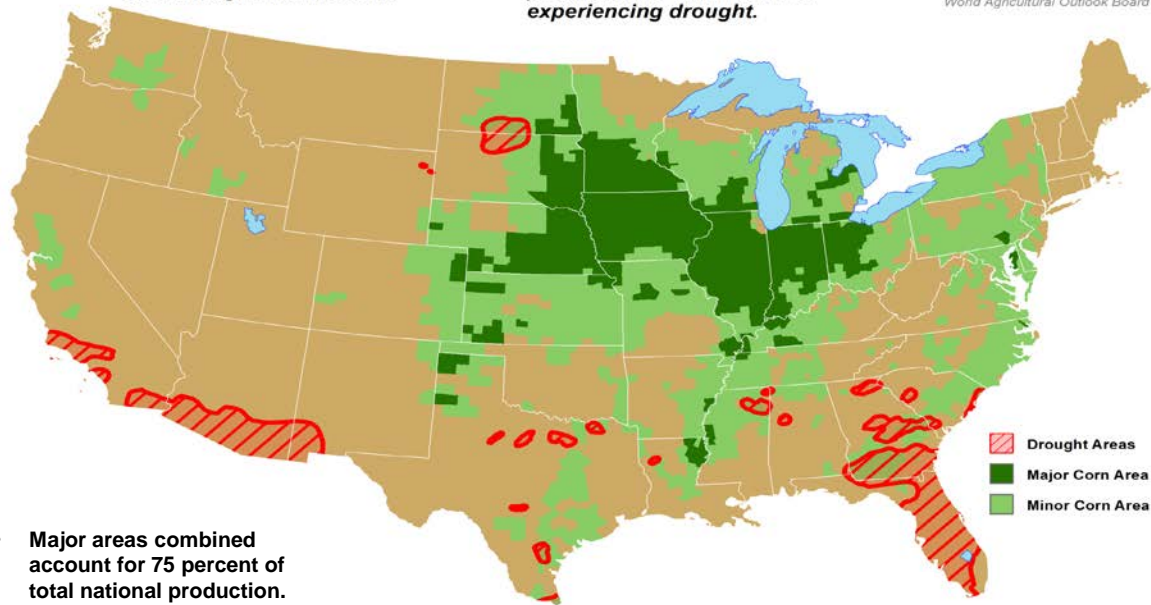 experiencing drought.
World Agricultural Outlook Board
Drought Areas
Major Corn Area
Minor Corn Area
Major areas combined
account for 75 percent of
total national production.